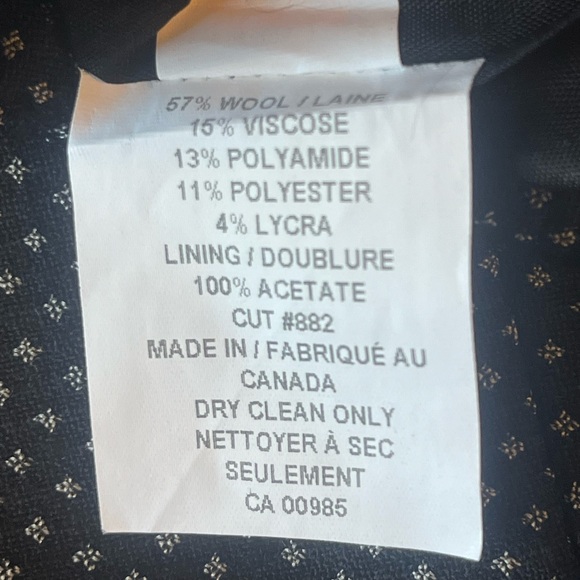 57% WOOL / LAINE
15% VISCOSE
13% POLYAMIDE
11% POLYESTER
4% LYCRA
LINING / DOUBLURE
100% ACETATE
CUT #882
MADE IN / FABRIQUÉ AU
CANADA
DRY CLEAN ONLY
NETTOYER À SEC
SEULEMENT
CA 00985